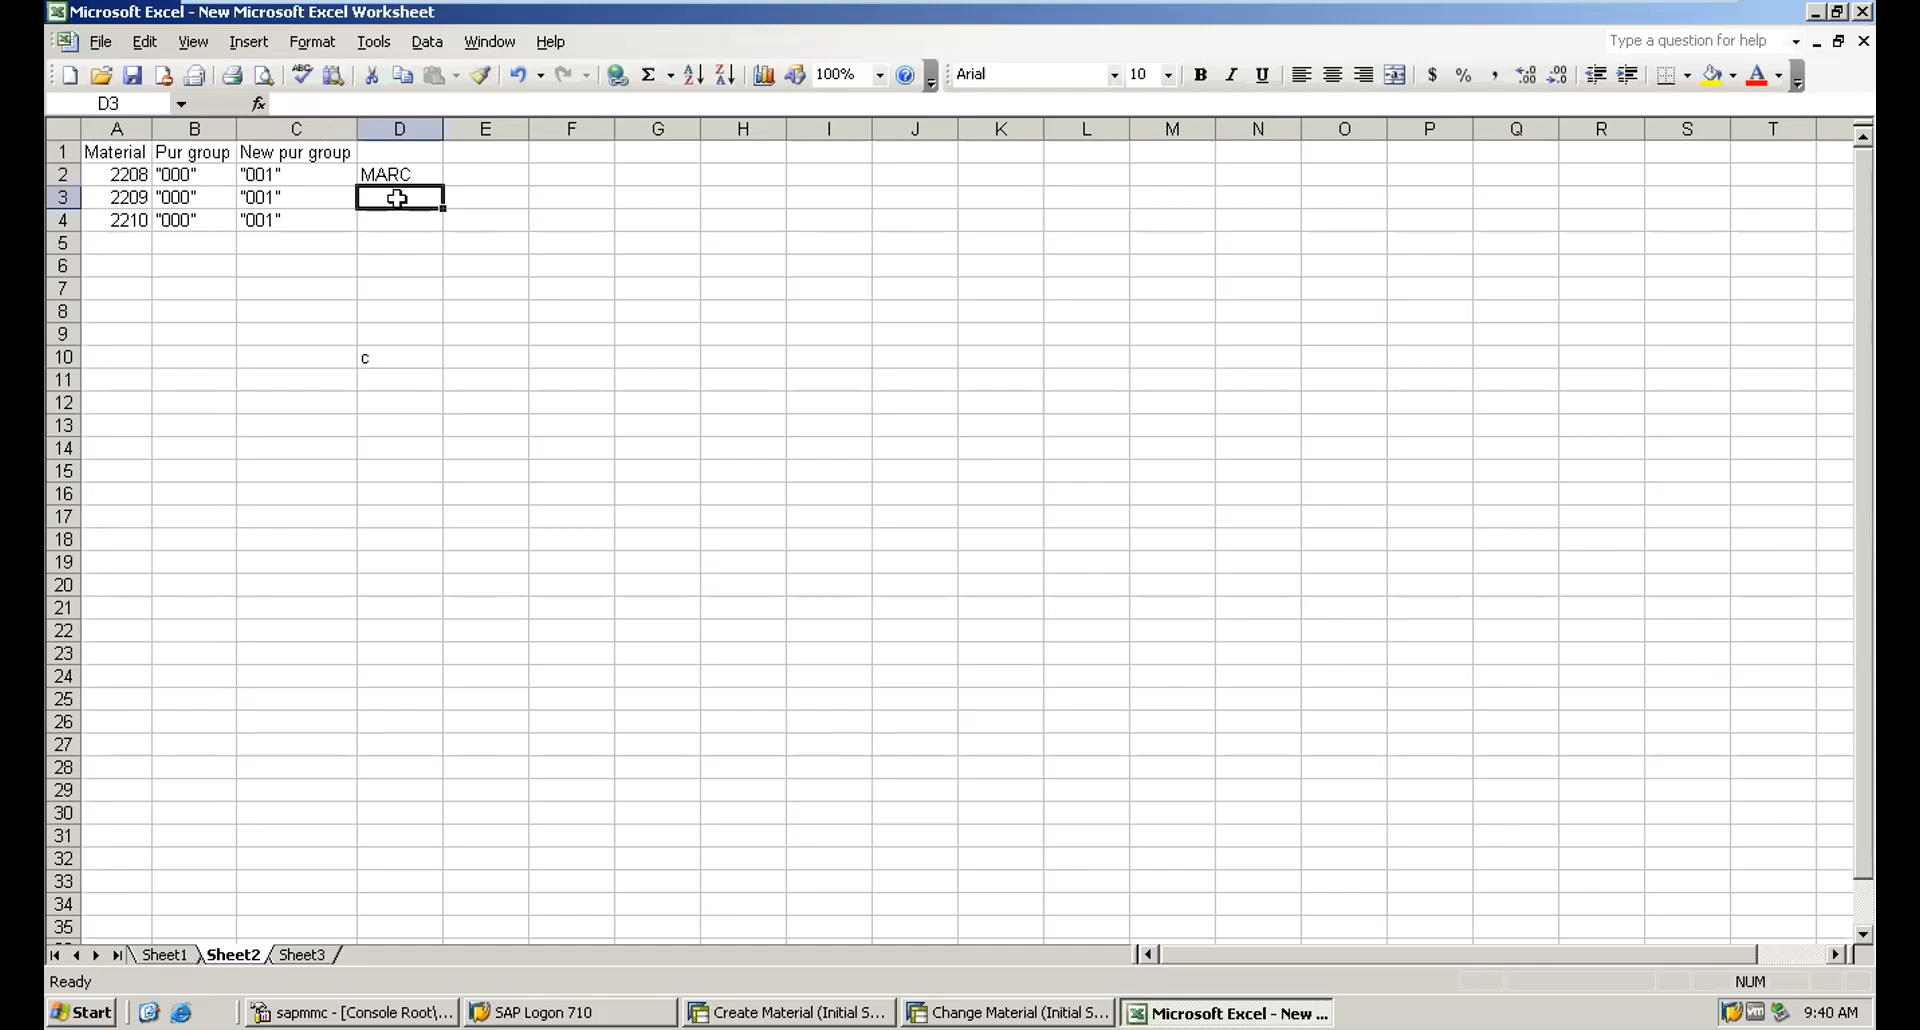 Microsoft Excel - New Microsoft Excel Worksheet
File Edit View Insert Format Tools Data Window Help Type a question for help
100% Arial 10 B I U $ % ,
D3 fx
A B C D E F G H I J K L M N O P Q R S T
1 Material Pur group New pur group
2 2208 "000" "001" MARC
3 2209 "000" "001"
4 2210 "000" "001"
5
6
7
8
9
10 c
11
12
13
14
15
16
17
18
19
20
21
22
23
24
25
26
27
28
29
30
31
32
33
34
35
Sheet1 Sheet2 Sheet3
Ready NUM
Start sapmmc - [Console Root\... SAP Logon 710 Create Material (Initial S... Change Material (Initial S... Microsoft Excel - New ... 9:40 AM